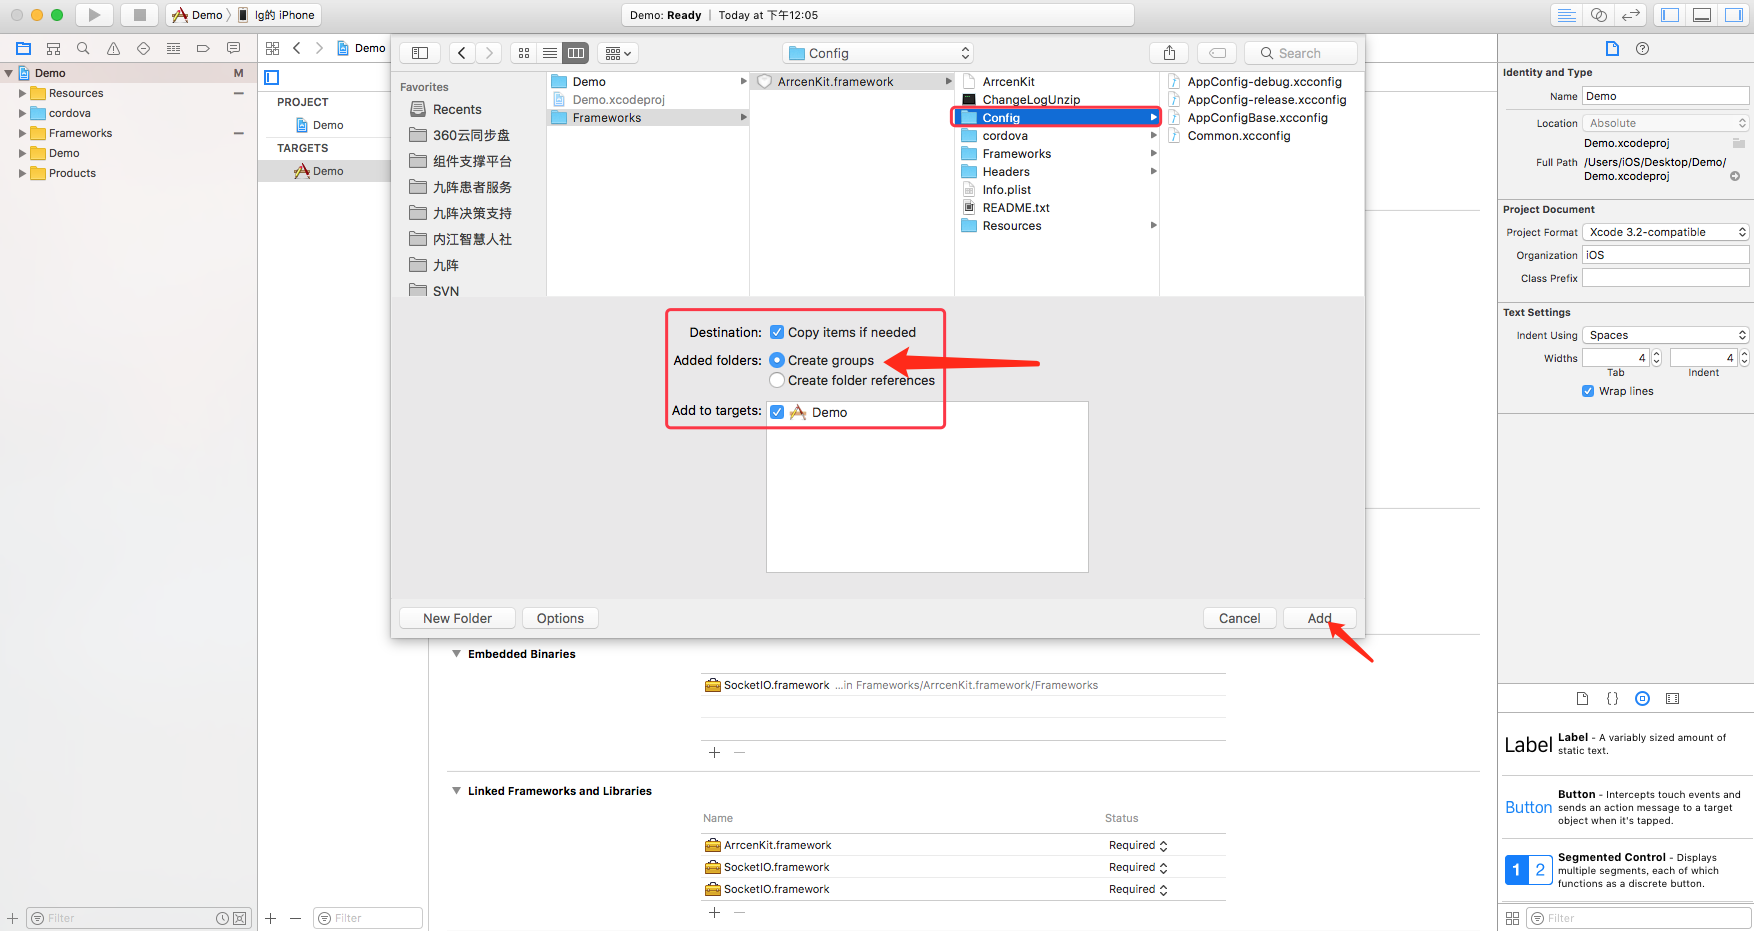 Demo
lg的 iPhone
Demo: Ready | Today at 下午12:05
Demo M
Resources
cordova
Frameworks
Demo
Products
Filter
Demo
PROJECT
Demo
TARGETS
Demo
Filter
Config
Search
Favorites
Recents
360云同步盘
组件支撑平台
九阵患者服务
九阵决策支持
内江智慧人社
九阵
SVN
Demo
Demo.xcodeproj
Frameworks
ArrcenKit.framework
ArrcenKit
ChangeLogUnzip
Config
cordova
Frameworks
Headers
Info.plist
README.txt
Resources
AppConfig-debug.xcconfig
AppConfig-release.xcconfig
AppConfigBase.xcconfig
Common.xcconfig
Destination: Copy items if needed
Added folders: Create groups
Create folder references
Add to targets: Demo
New Folder Options Cancel Add
Embedded Binaries
SocketIO.framework ...in Frameworks/ArrcenKit.framework/Frameworks
Linked Frameworks and Libraries
Name Status
ArrcenKit.framework Required
SocketIO.framework Required
SocketIO.framework Required
Identity and Type
Name Demo
Location Absolute
Demo.xcodeproj
Full Path /Users/iOS/Desktop/Demo/
Demo.xcodeproj
Project Document
Project Format Xcode 3.2-compatible
Organization iOS
Class Prefix
Text Settings
Indent Using Spaces
Widths 4 4
Tab Indent
Wrap lines
{}
Label Label - A variably sized amount of
static text.
Button Button - Intercepts touch events and
sends an action message to a target
object when it's tapped.
1 2 Segmented Control - Displays
multiple segments, each of which
functions as a discrete button.
Filter